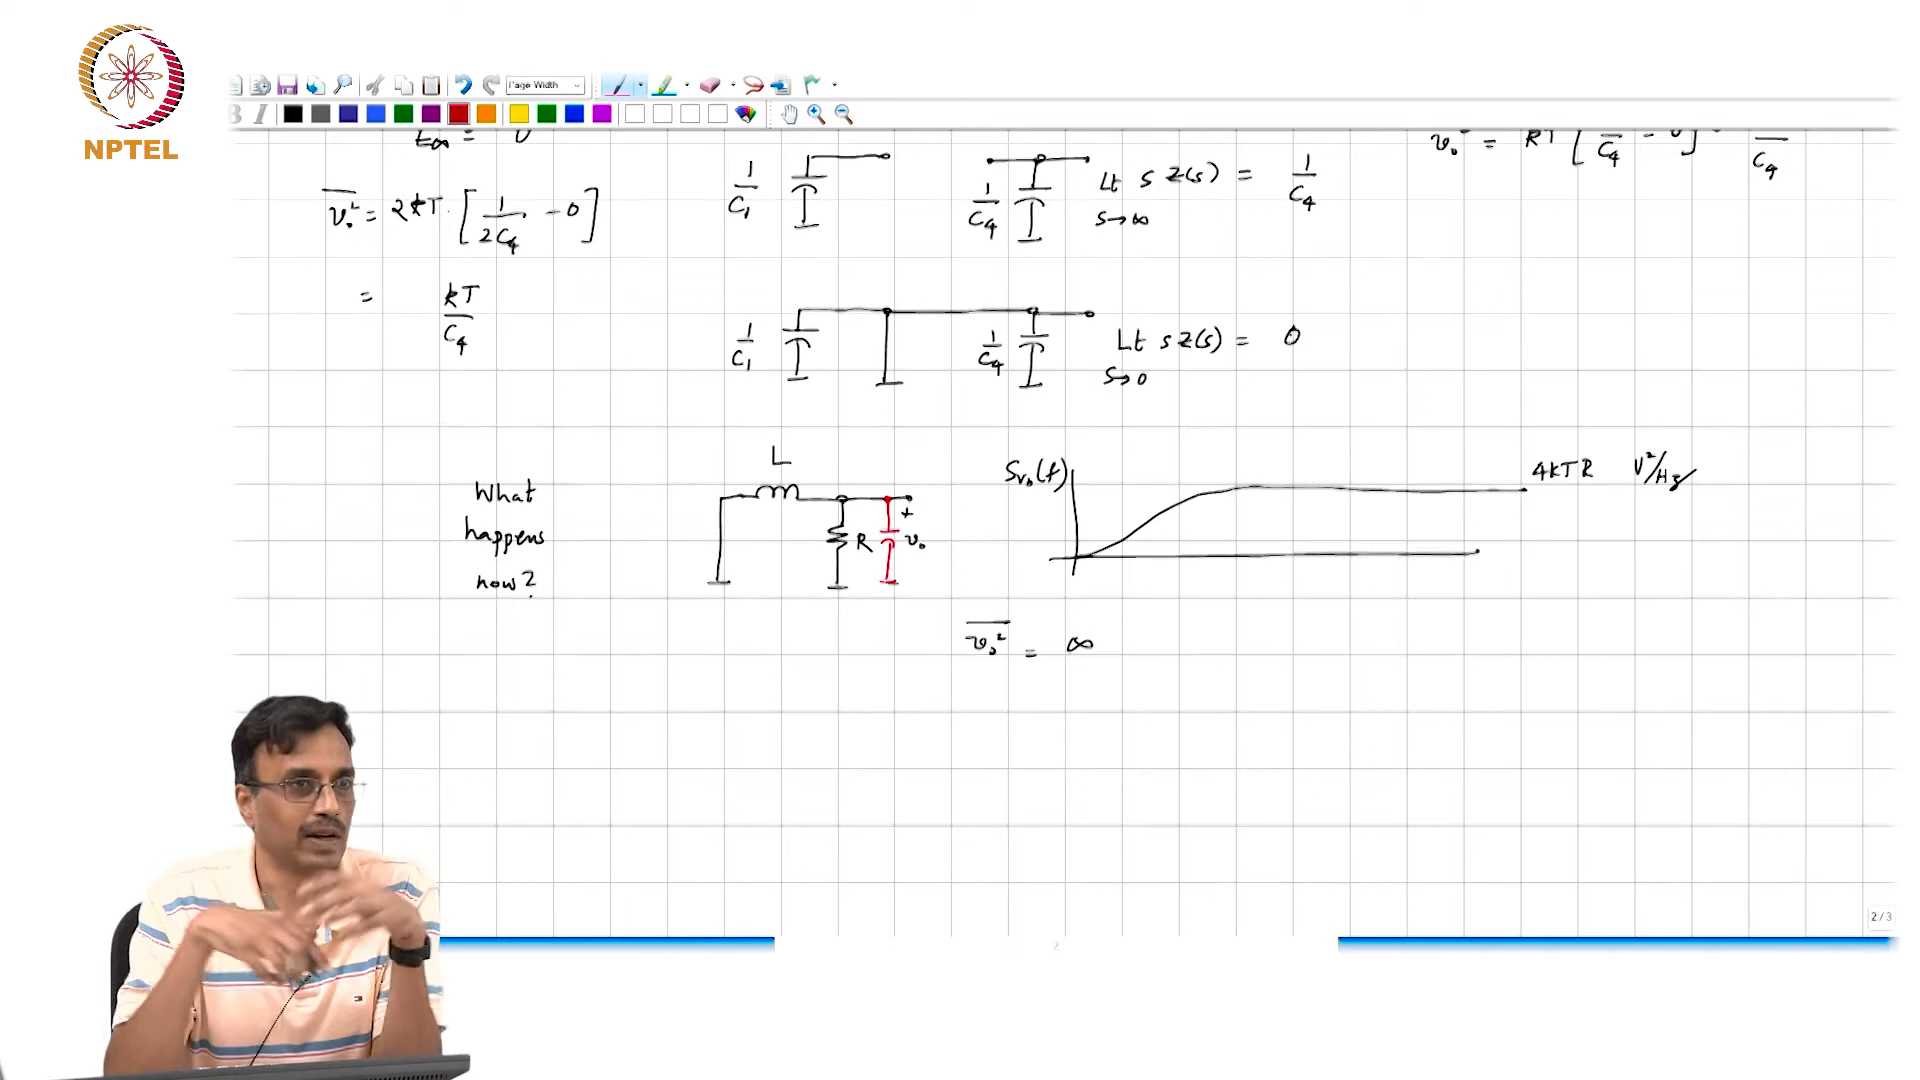 NPTEL
Page Width
v₀² = 2kT [ 1/2C₄ - 0 ]
= kT/C₄
1/C₁
1/C₄
Lt s→∞ s z(s) = 1/C₄
1/C₁
1/C₄
Lt s→0 s z(s) = 0
v₀² = kT [ 1/C₄ - 0 ]
C₄
What
happens
now?
L
R
+
v₀
Sv₀(f)
4kTR V²/Hz
v₀² = ∞
2/3
2